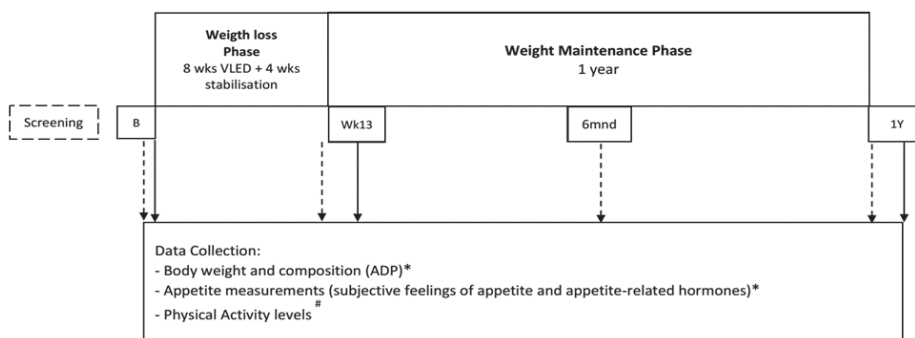 Weigth loss
Phase
8 wks VLED + 4 wks
stabilisation
Weight Maintenance Phase
1 year
Screening
B
Wk13
6mnd
1Y
Data Collection:
- Body weight and composition (ADP)*
- Appetite measurements (subjective feelings of appetite and appetite-related hormones)*
- Physical Activity levels#